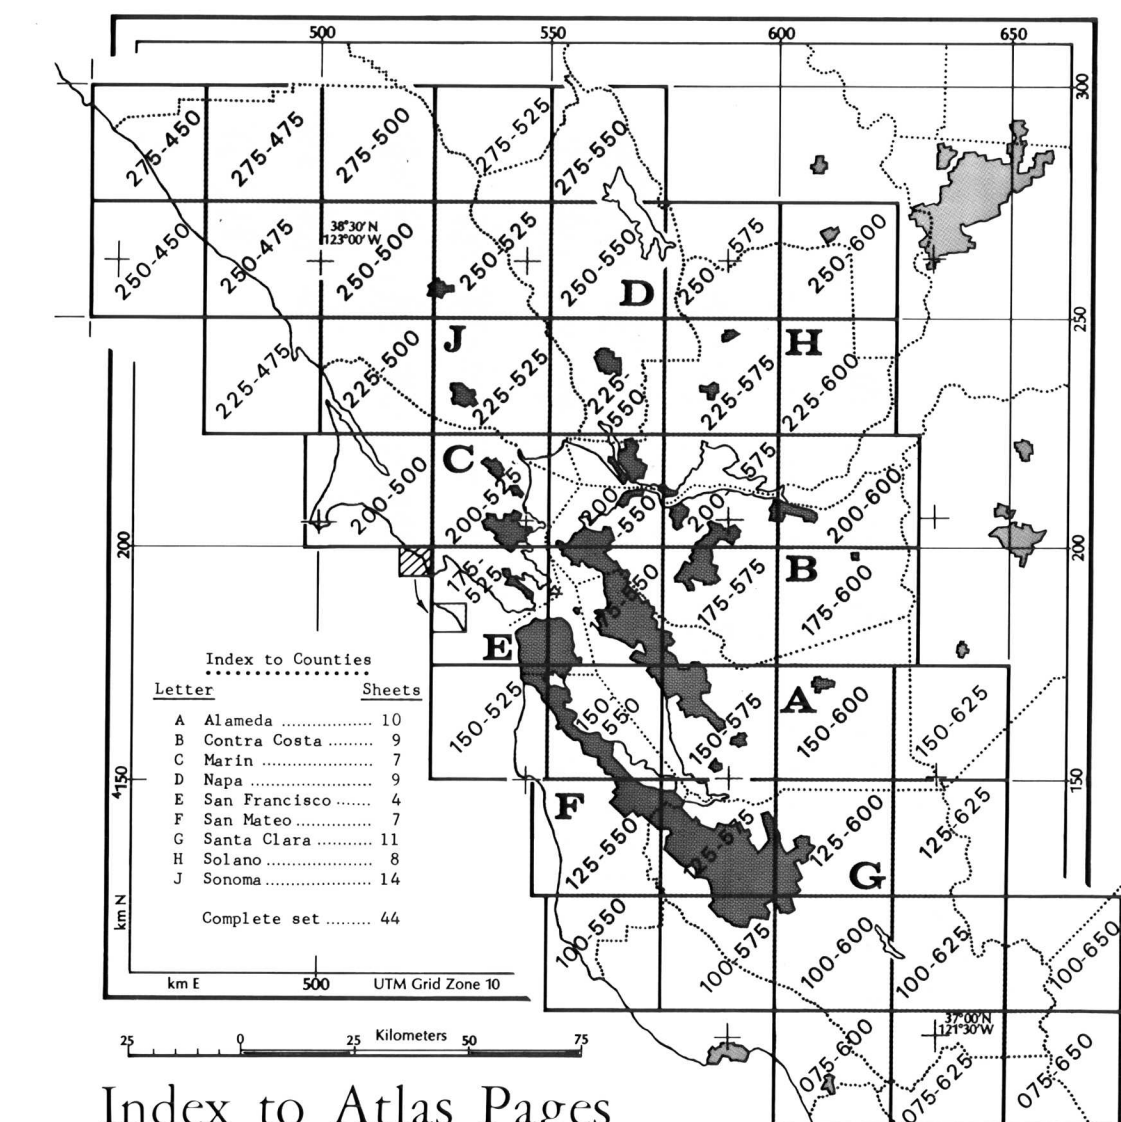 500 550 600 650
300
275-450 275-475 275-500 275-525 275-550
38°30'N
123°00'W
250-450 250-475 250-500 250-525 250-550 250-575 250-600
D
250
J H
225-475 225-500 225-525 225-550 225-575 225-600
C
200-500 200-525 200-550 200-575 200-600
200 200
B
175-525 175-550 175-575 175-600
E
A
150-525 150-550 150-575 150-600 150-625
⁴150 150
F
125-550 125-575 125-600 125-625
G
100-550 100-575 100-600 100-625 100-650
37°00'N
121°30'W
075-600 075-625 075-650
Index to Counties
Letter Sheets
A Alameda ................ 10
B Contra Costa ........ 9
C Marin ................... 7
D Napa ..................... 9
E San Francisco ...... 4
F San Mateo ............. 7
G Santa Clara .......... 11
H Solano .................. 8
J Sonoma .................. 14
Complete set ........ 44
km N
km E 500 UTM Grid Zone 10
Kilometers
25 0 25 50 75
Index to Atlas Pages